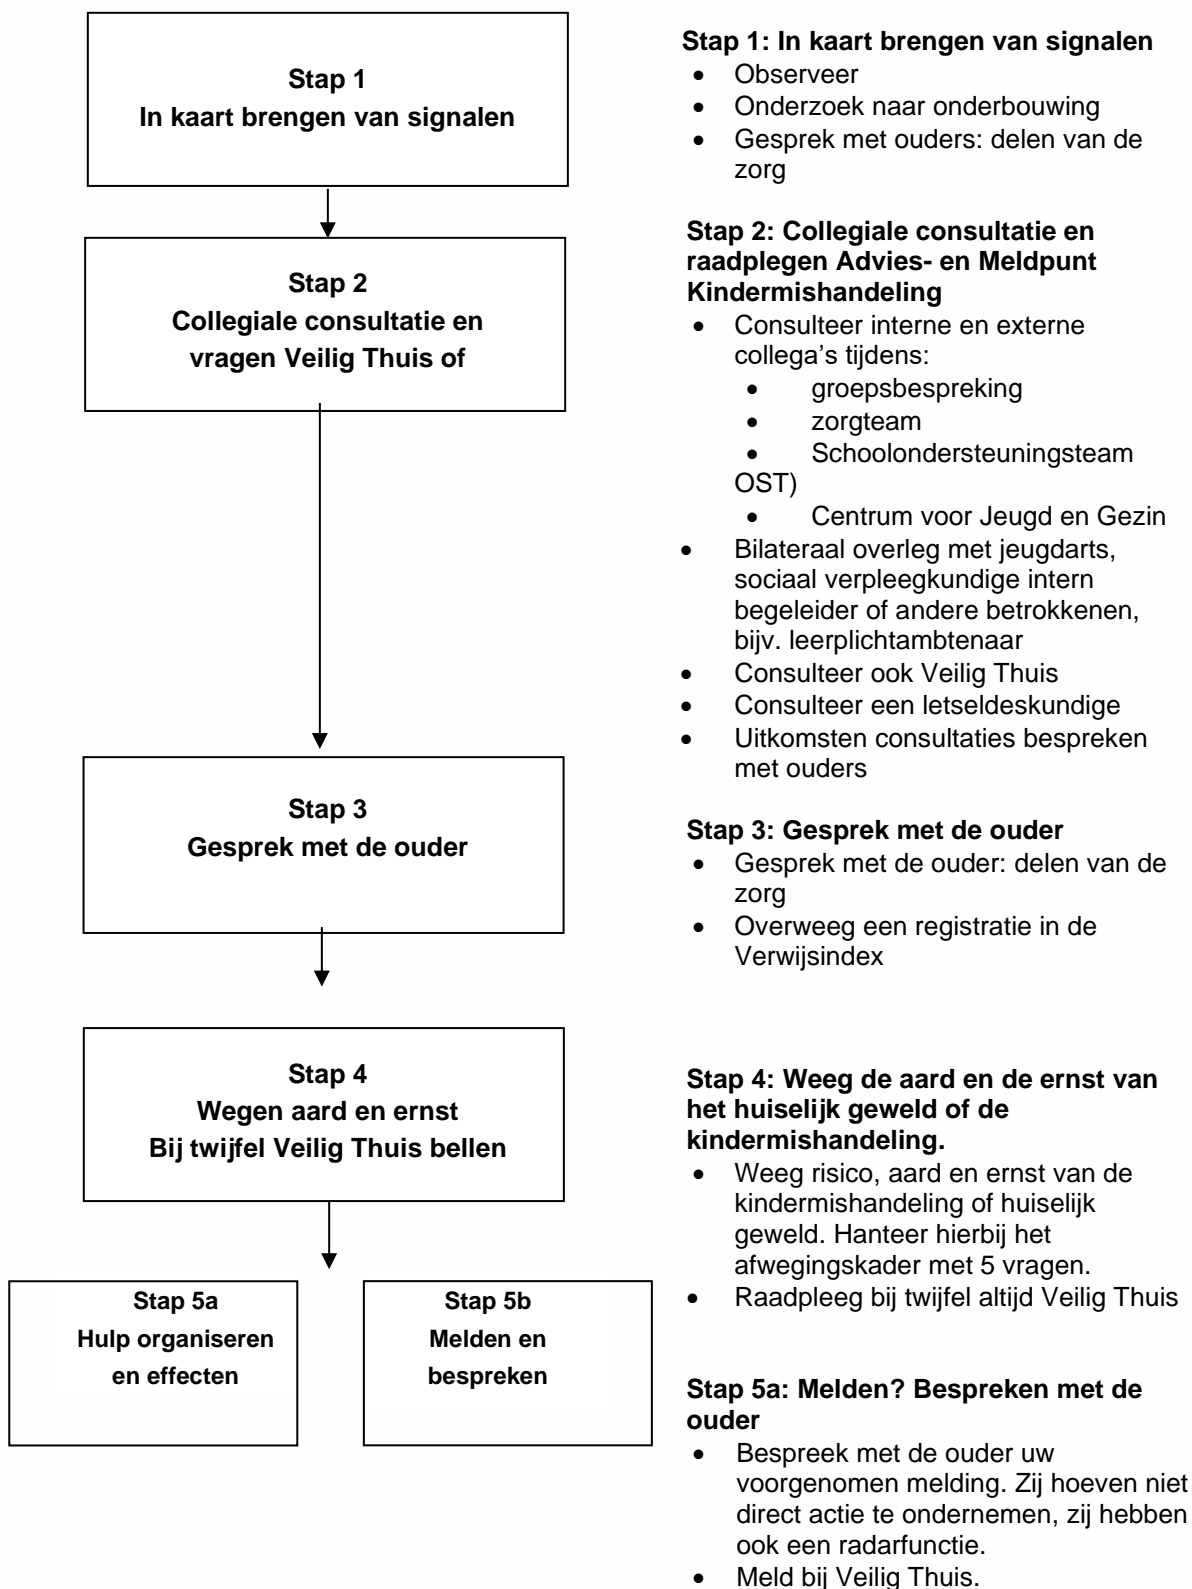 Stap 1
In kaart brengen van signalen
Stap 2
Collegiale consultatie en
vragen Veilig Thuis of
Stap 3
Gesprek met de ouder
Stap 4
Wegen aard en ernst
Bij twijfel Veilig Thuis bellen
Stap 5a
Hulp organiseren
en effecten
Stap 5b
Melden en
bespreken
Stap 1: In kaart brengen van signalen
• Observeer
• Onderzoek naar onderbouwing
• Gesprek met ouders: delen van de
zorg
Stap 2: Collegiale consultatie en
raadplegen Advies- en Meldpunt
Kindermishandeling
• Consulteer interne en externe
collega’s tijdens:
• groepsbespreking
• zorgteam
• Schoolondersteuningsteam
OST)
• Centrum voor Jeugd en Gezin
• Bilateraal overleg met jeugdarts,
sociaal verpleegkundige intern
begeleider of andere betrokkenen,
bijv. leerplichtambtenaar
• Consulteer ook Veilig Thuis
• Consulteer een letseldeskundige
• Uitkomsten consultaties bespreken
met ouders
Stap 3: Gesprek met de ouder
• Gesprek met de ouder: delen van de
zorg
• Overweeg een registratie in de
Verwijsindex
Stap 4: Weeg de aard en de ernst van
het huiselijk geweld of de
kindermishandeling.
• Weeg risico, aard en ernst van de
kindermishandeling of huiselijk
geweld. Hanteer hierbij het
afwegingskader met 5 vragen.
• Raadpleeg bij twijfel altijd Veilig Thuis
Stap 5a: Melden? Bespreken met de
ouder
• Bespreek met de ouder uw
voorgenomen melding. Zij hoeven niet
direct actie te ondernemen, zij hebben
ook een radarfunctie.
• Meld bij Veilig Thuis.